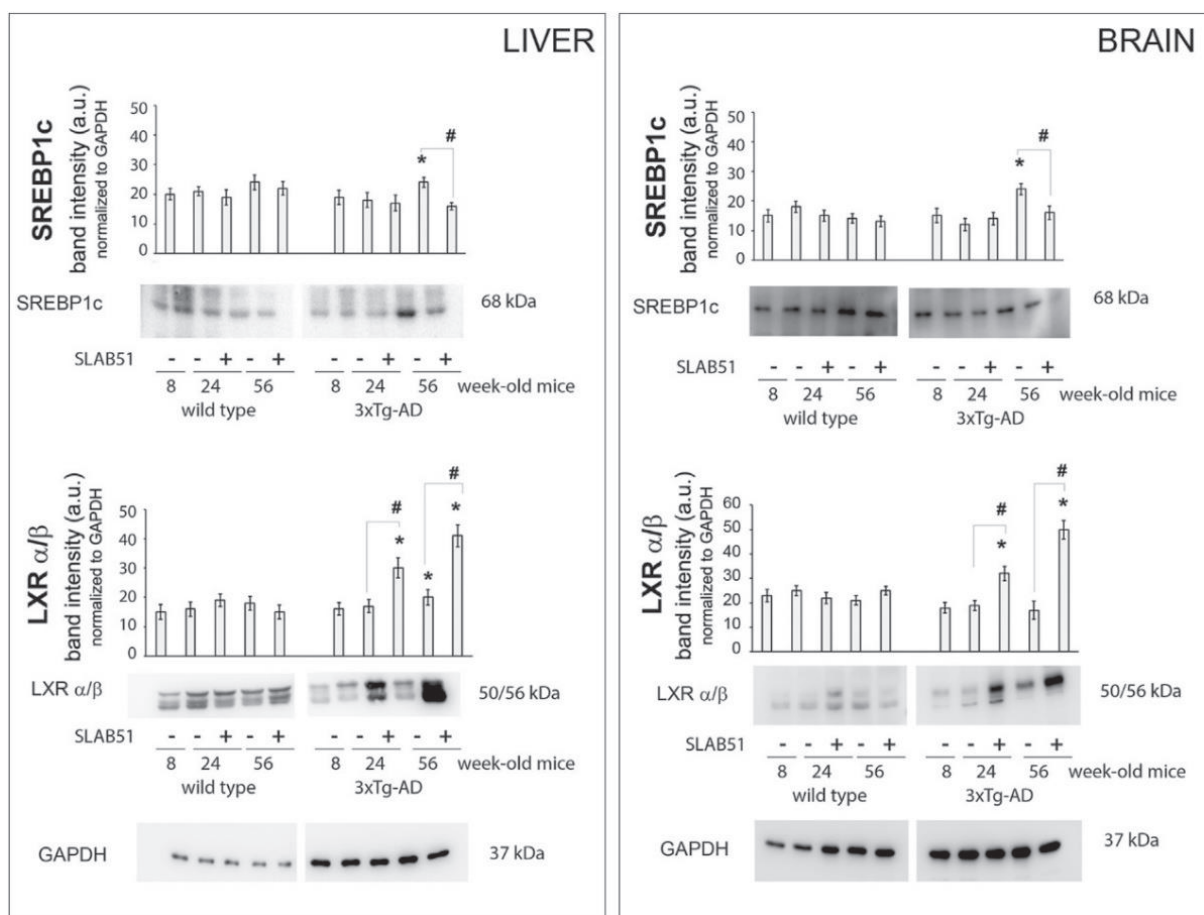 LIVER
SREBP1c
band intensity (a.u.)
normalized to GAPDH
50
40
30
20
10
0
*
#
SREBP1c
68 kDa
SLAB51 - - + - + - - + - +
8 24 56 8 24 56 week-old mice
wild type 3xTg-AD
LXR α/β
band intensity (a.u.)
normalized to GAPDH
50
40
30
20
10
0
#
*
*
#
*
LXR α/β
50/56 kDa
SLAB51 - - + - + - - + - +
8 24 56 8 24 56 week-old mice
wild type 3xTg-AD
GAPDH
37 kDa
BRAIN
SREBP1c
band intensity (a.u.)
normalized to GAPDH
50
40
30
20
10
0
*
#
SREBP1c
68 kDa
SLAB51 - - + - + - - + - +
8 24 56 8 24 56 week-old mice
wild type 3xTg-AD
LXR α/β
band intensity (a.u.)
normalized to GAPDH
60
50
40
30
20
10
0
#
*
#
*
LXR α/β
50/56 kDa
SLAB51 - - + - + - - + - +
8 24 56 8 24 56 week-old mice
wild type 3xTg-AD
GAPDH
37 kDa